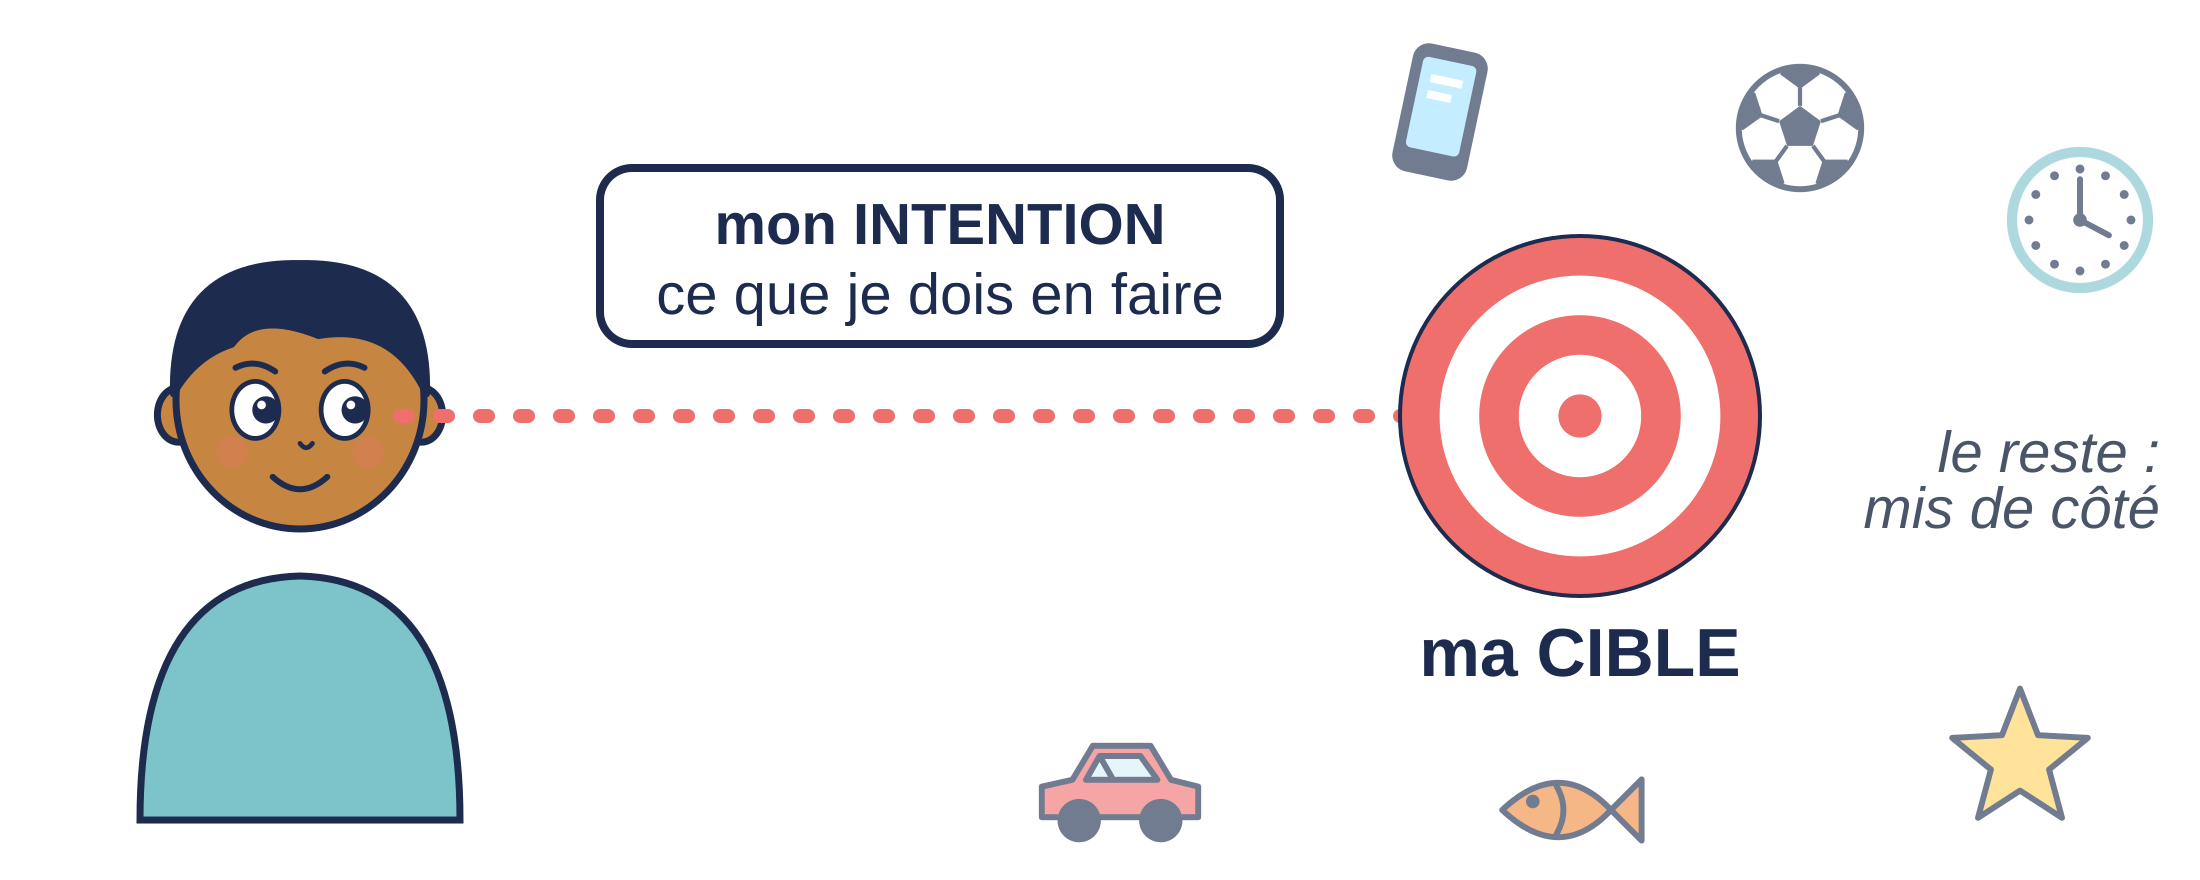 mon INTENTION
ce que je dois en faire
le reste :
mis de côté
ma CIBLE